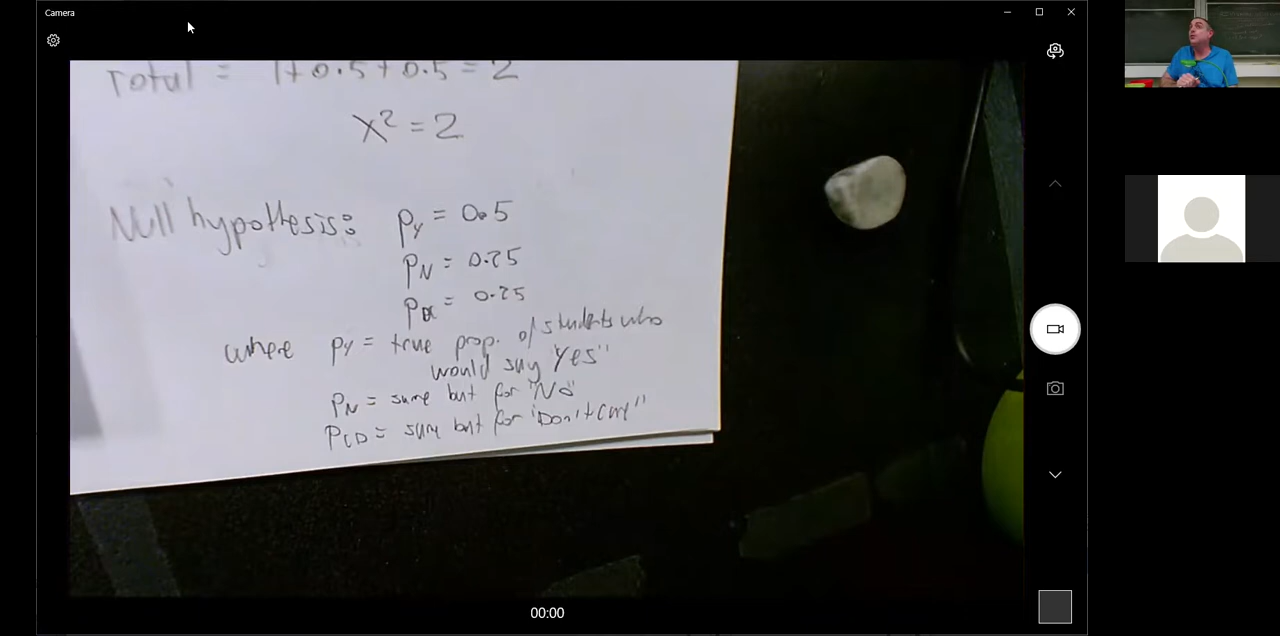 Camera
Total = 1+0.5+0.5=2
X² = 2
Null hypothesis: pY = 0.5
pN = 0.25
pDC = 0.25
where pY = true prop. of students who
would say "Yes"
pN = same but for "No"
PCD = same but for "Don't Care"
00:00